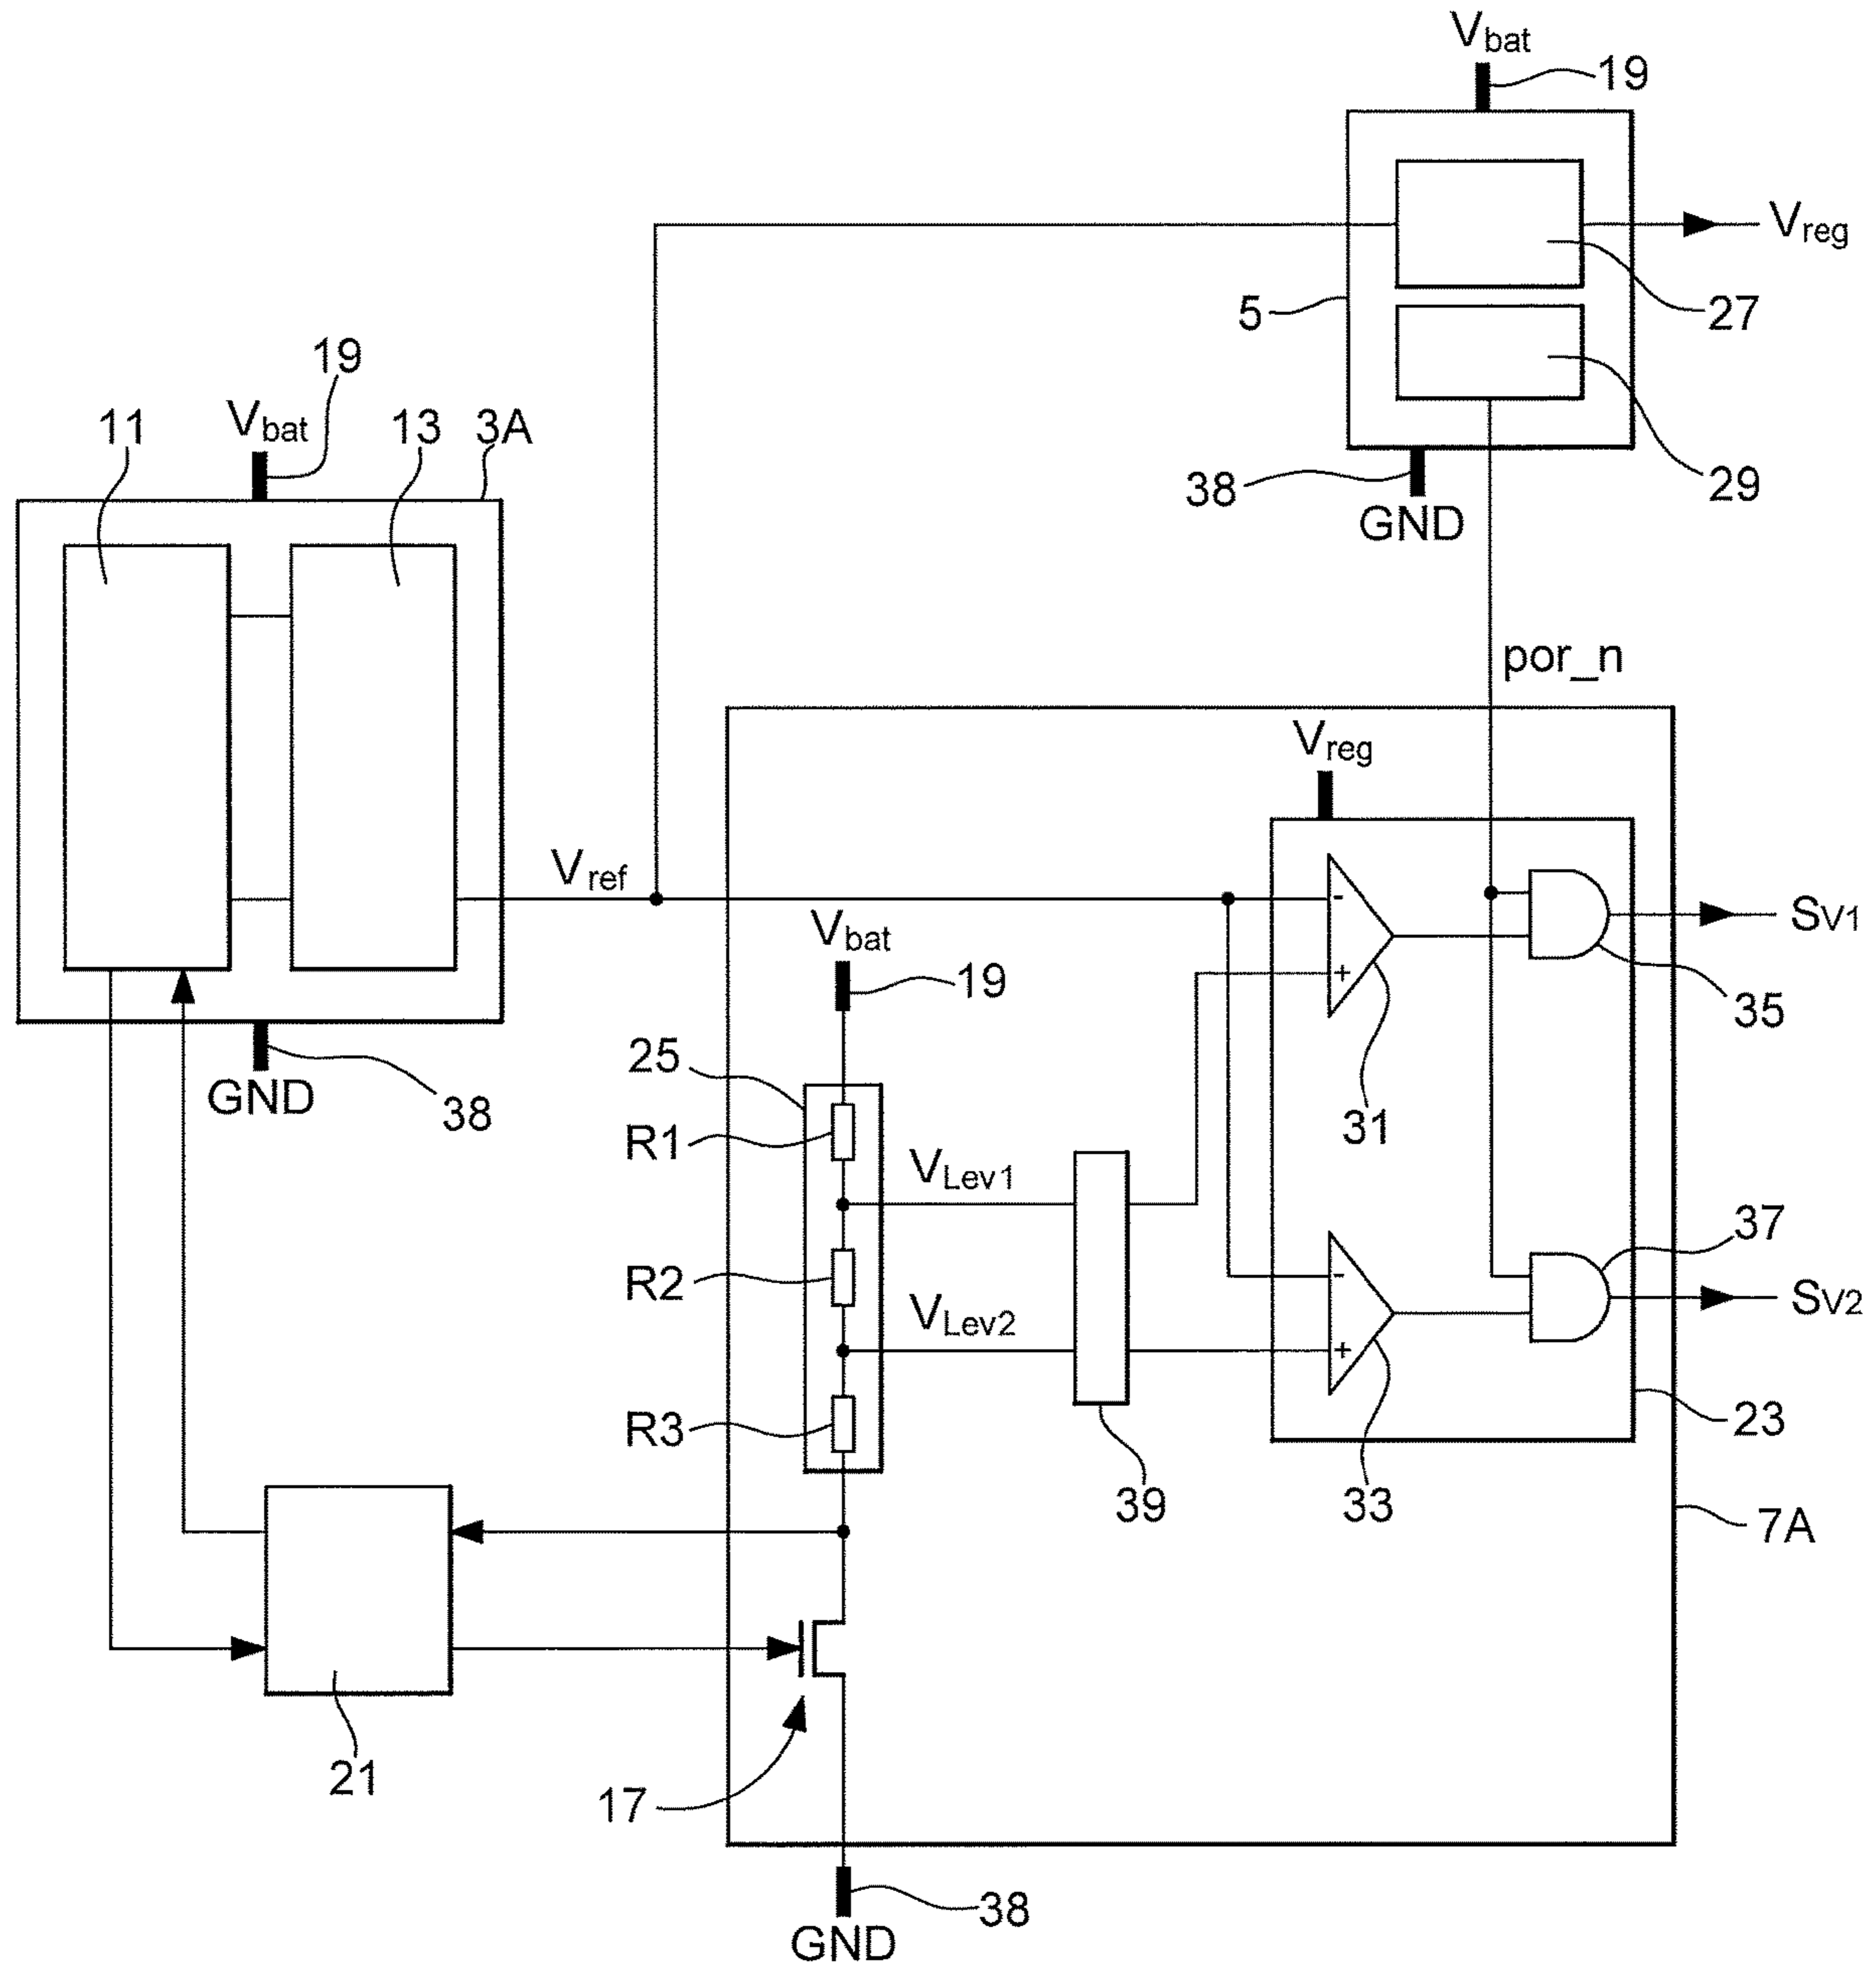 Vbat
19
Vreg
5
27
19
Vbat
11
13
3A
38
29
GND
por_n
Vreg
Vref
SV1
Vbat
19
35
25
GND
38
R1
31
VLev1
37
R2
SV2
VLev2
R3
23
39
33
7A
21
17
38
GND